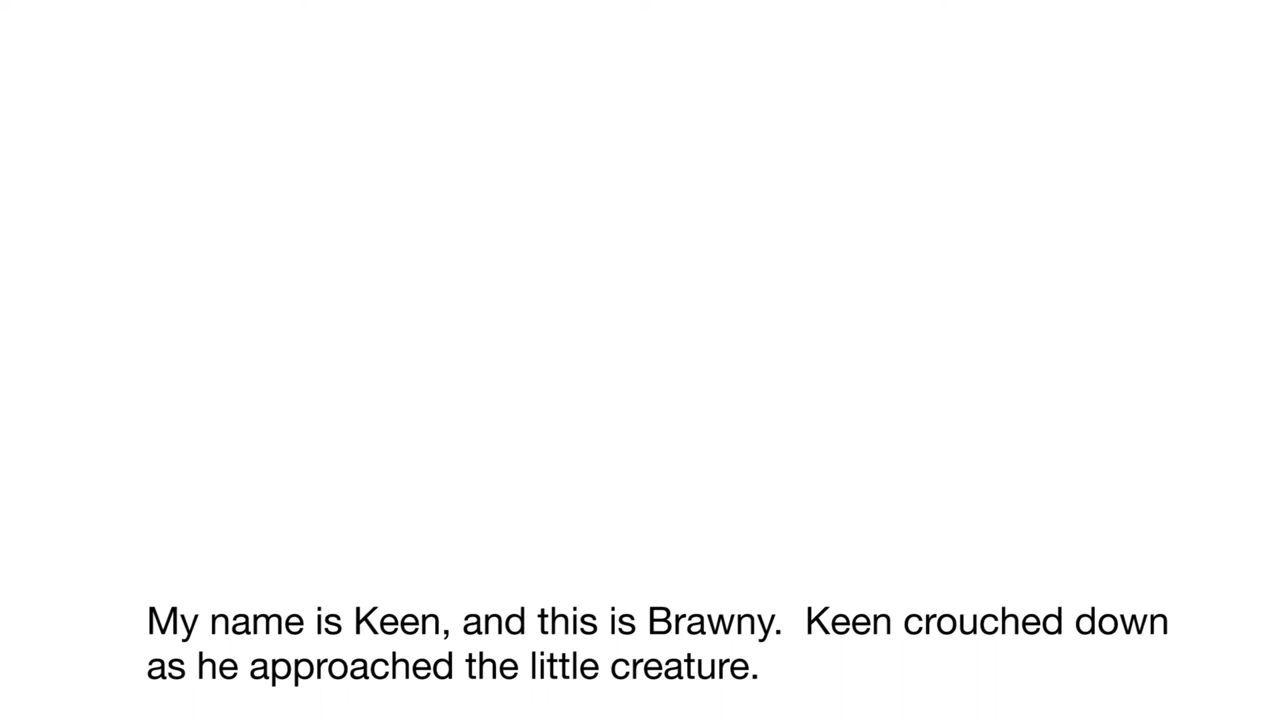 My name is Keen, and this is Brawny.  Keen crouched down
as he approached the little creature.